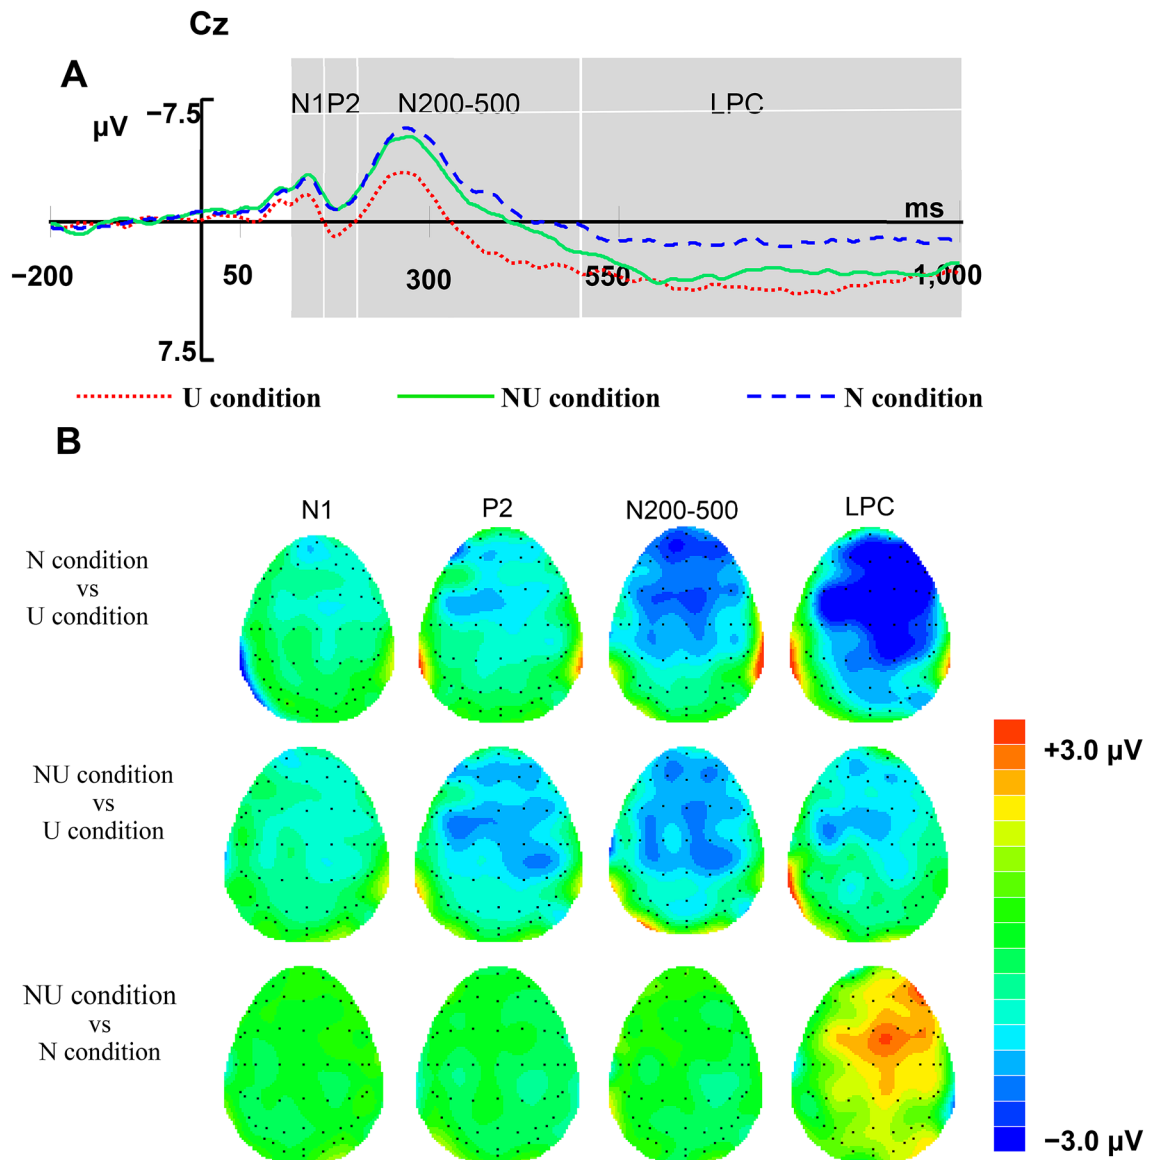 Cz
A
N1 P2 N200-500 LPC
−7.5
μV
ms
−200 50 300 550 1,000
7.5
U condition NU condition N condition
B
N1 P2 N200-500 LPC
N condition
vs
U condition
NU condition
vs
U condition
+3.0 μV
NU condition
vs
N condition
−3.0 μV